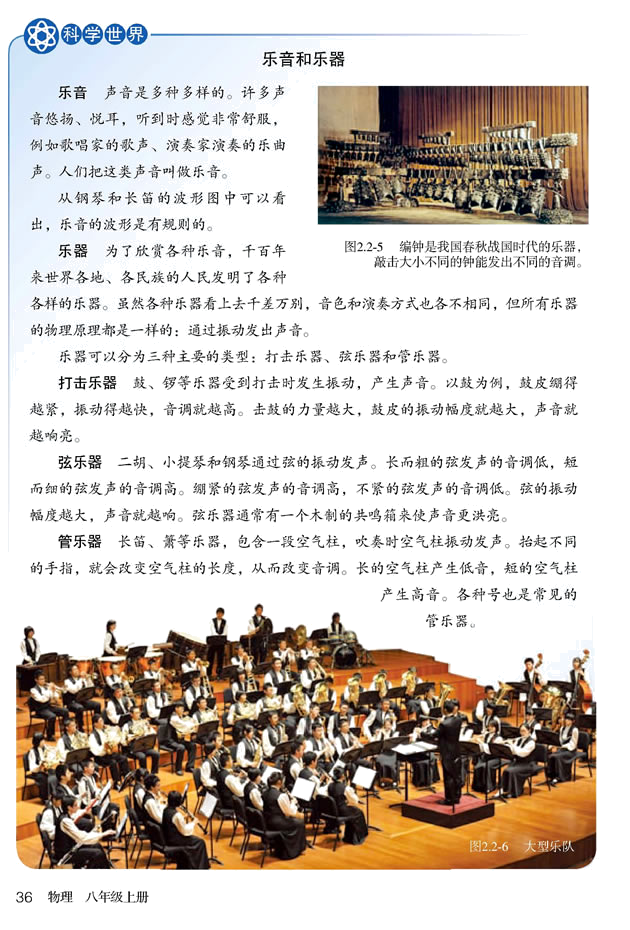 科学世界
乐音和乐器
乐音　声音是多种多样的。许多声
音悠扬、悦耳，听到时感觉非常舒服，
例如歌唱家的歌声、演奏家演奏的乐曲
声。人们把这类声音叫做乐音。
从钢琴和长笛的波形图中可以看
出，乐音的波形是有规则的。
图2.2-5　编钟是我国春秋战国时代的乐器，
敲击大小不同的钟能发出不同的音调。
乐器　为了欣赏各种乐音，千百年
来世界各地、各民族的人民发明了各种
各样的乐器。虽然各种乐器看上去千差万别，音色和演奏方式也各不相同，但所有乐器
的物理原理都是一样的：通过振动发出声音。
乐器可以分为三种主要的类型：打击乐器、弦乐器和管乐器。
打击乐器　鼓、锣等乐器受到打击时发生振动，产生声音。以鼓为例，鼓皮绷得
越紧，振动得越快，音调就越高。击鼓的力量越大，鼓皮的振动幅度就越大，声音就
越响亮。
弦乐器　二胡、小提琴和钢琴通过弦的振动发声。长而粗的弦发声的音调低，短
而细的弦发声的音调高。绷紧的弦发声的音调高，不紧的弦发声的音调低。弦的振动
幅度越大，声音就越响。弦乐器通常有一个木制的共鸣箱来使声音更洪亮。
管乐器　长笛、箫等乐器，包含一段空气柱，吹奏时空气柱振动发声。抬起不同
的手指，就会改变空气柱的长度，从而改变音调。长的空气柱产生低音，短的空气柱
产生高音。各种号也是常见的
管乐器。
图2.2-6　大型乐队
36　物理　八年级上册